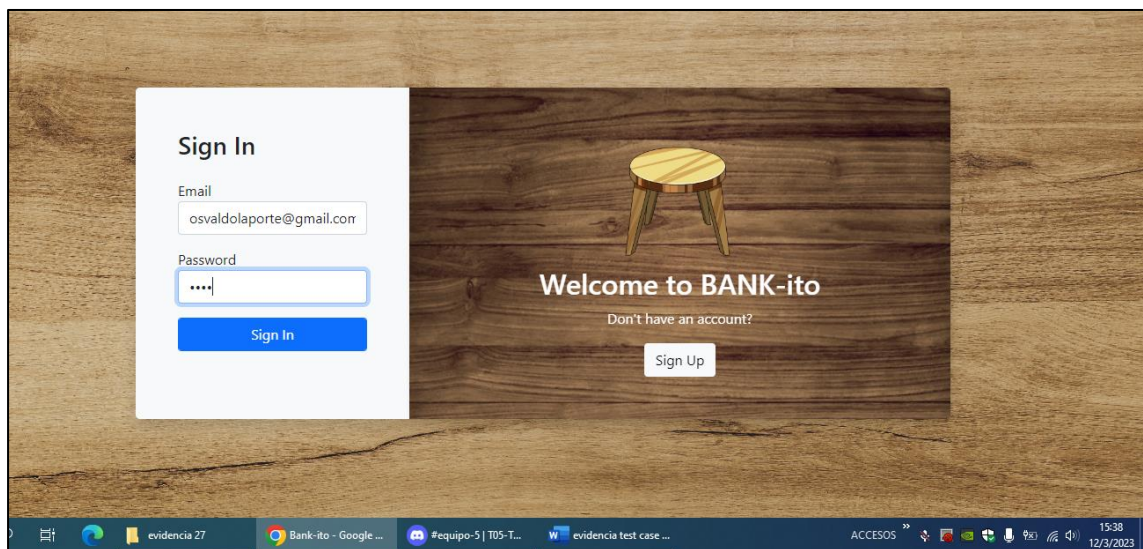 Sign In
Email
osvaldolaporte@gmail.com
Password
Sign In
Welcome to BANK-ito
Don't have an account?
Sign Up
evidencia 27
Bank-ito - Google ...
#equipo-5 | T05-T...
evidencia test case ...
ACCESOS
15:38
12/3/2023